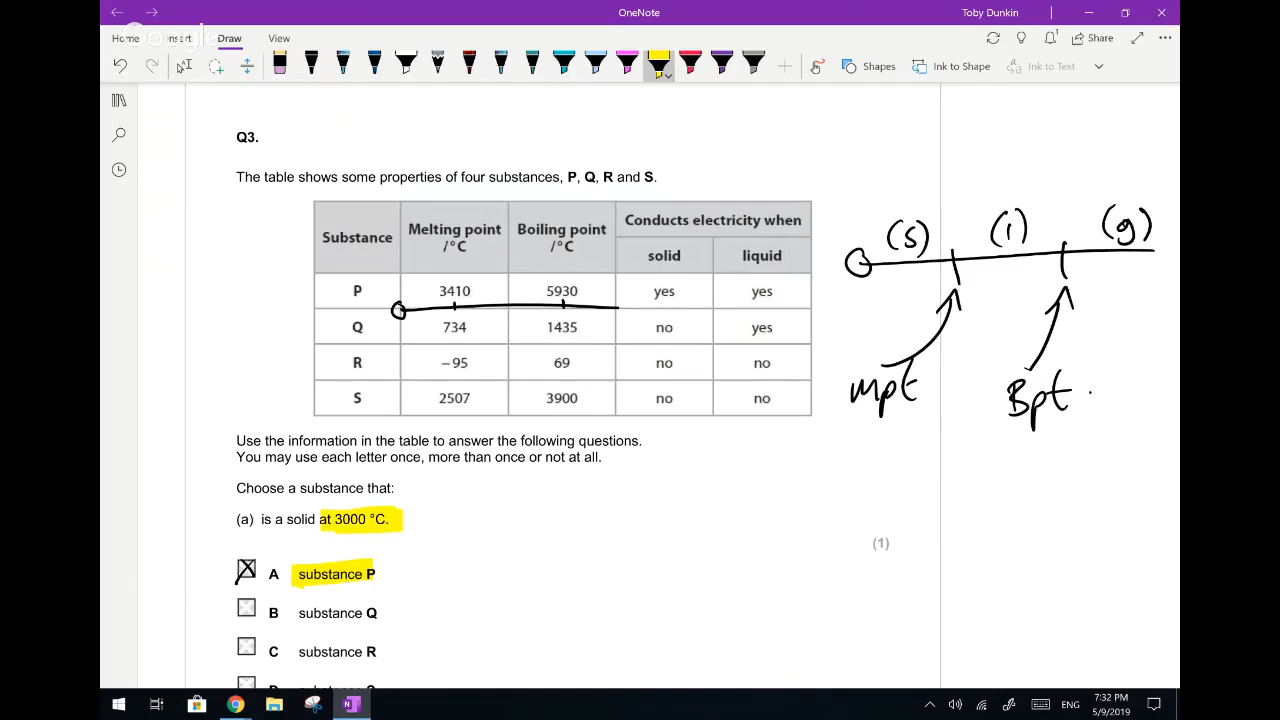 OneNote
Toby Dunkin
Home Insert Draw View
Share
Shapes Ink to Shape Ink to Text
Q3.
The table shows some properties of four substances, P, Q, R and S.
Substance Melting point /°C Boiling point /°C Conducts electricity when
solid liquid
P 3410 5930 yes yes
Q 734 1435 no yes
R −95 69 no no
S 2507 3900 no no
(s) (l) (g)
Mpt Bpt
Use the information in the table to answer the following questions.
You may use each letter once, more than once or not at all.
Choose a substance that:
(a) is a solid at 3000 °C.
(1)
A substance P
B substance Q
C substance R
ENG
7:32 PM
5/9/2019